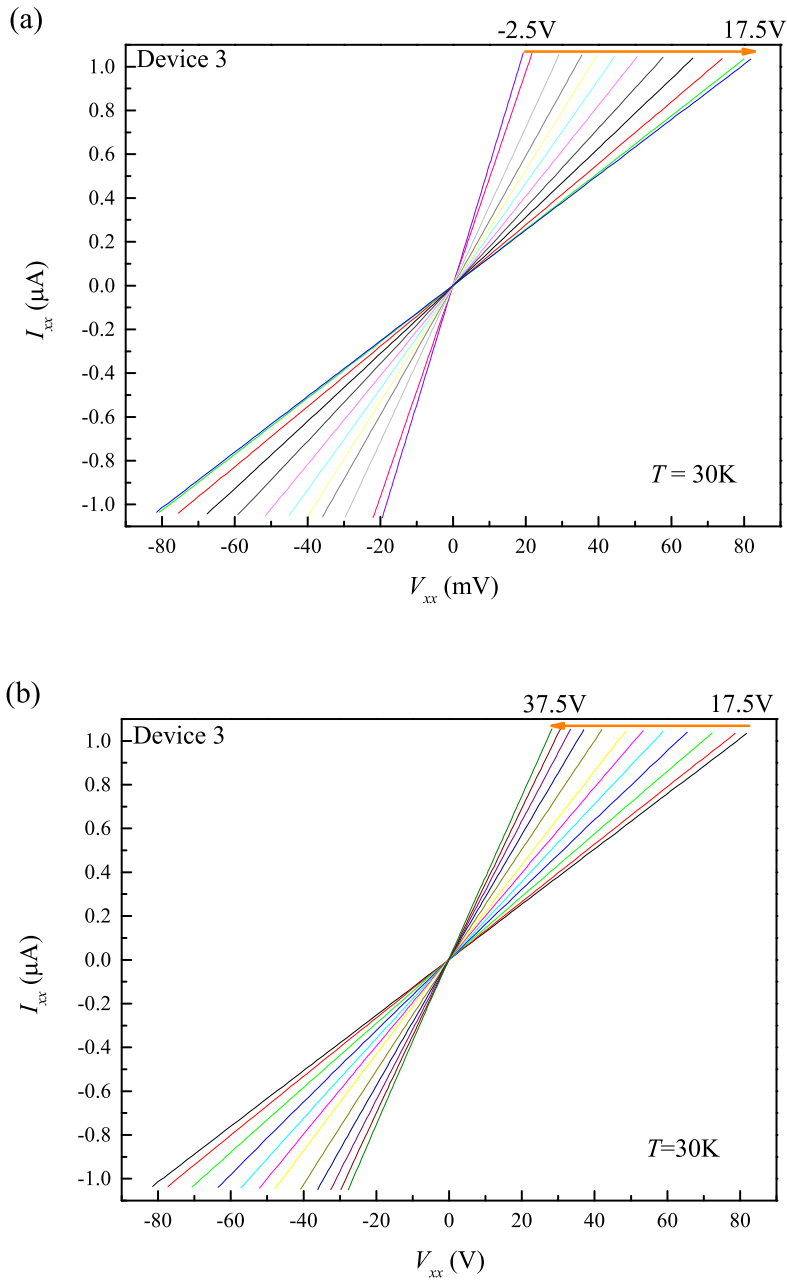 (a)
-2.5V 17.5V
Device 3
1.0
0.8
0.6
0.4
0.2
0.0
-0.2
-0.4
-0.6
-0.8
-1.0
I_xx (μA)
T = 30K
-80 -60 -40 -20 0 20 40 60 80
V_xx (mV)
(b)
37.5V 17.5V
Device 3
1.0
0.8
0.6
0.4
0.2
0.0
-0.2
-0.4
-0.6
-0.8
-1.0
I_xx (μA)
T=30K
-80 -60 -40 -20 0 20 40 60 80
V_xx (V)